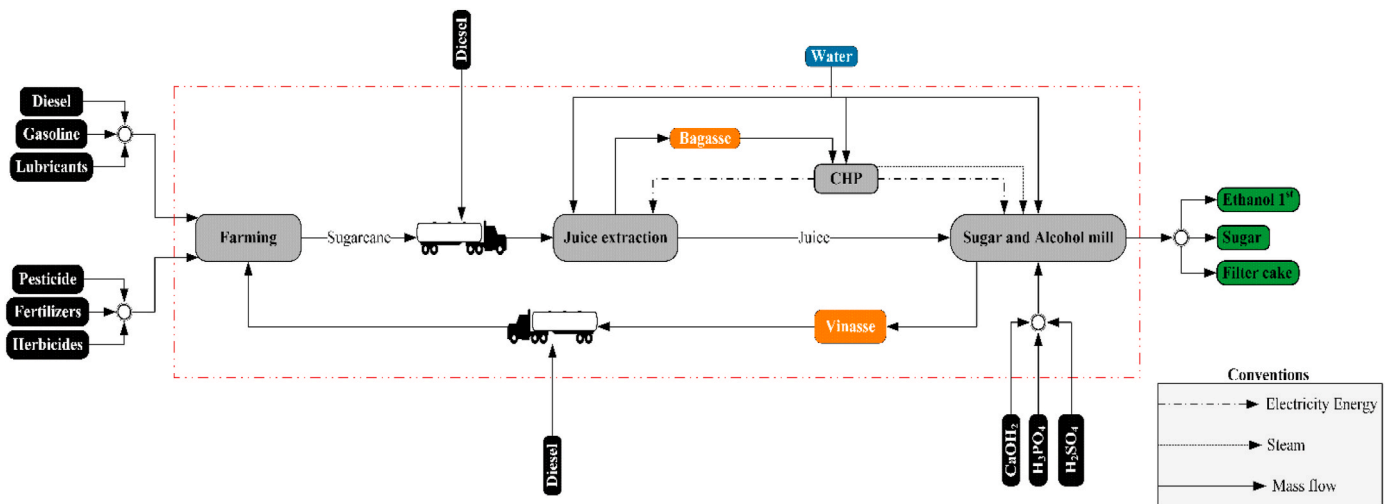 Diesel
Water
Diesel
Gasoline
Lubricants
Bagasse
CHP
Farming
Sugarcane
Juice extraction
Juice
Sugar and Alcohol mill
Ethanol 1st
Sugar
Filter cake
Pesticide
Fertilizers
Herbicides
Vinasse
Diesel
CaOH2
H3PO4
H2SO4
Conventions
Electricity Energy
Steam
Mass flow